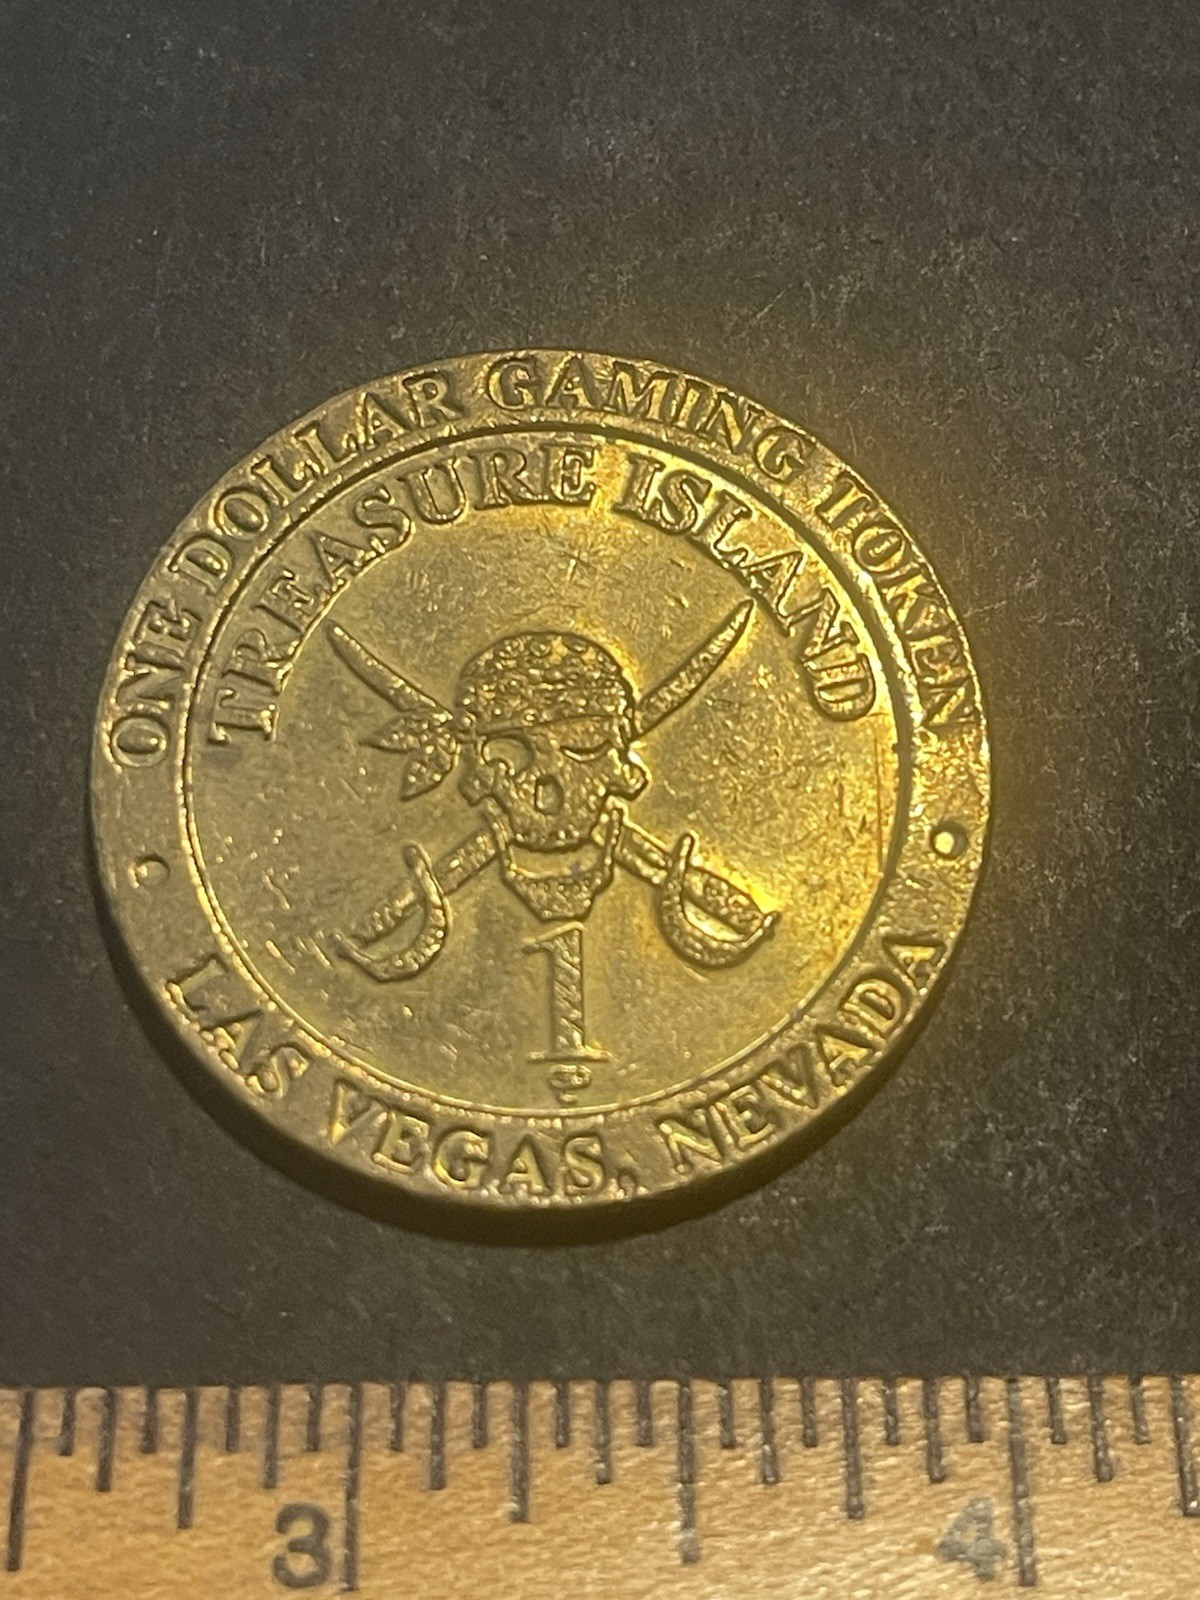 ONE DOLLAR GAMING TOKEN
TREASURE ISLAND
1
LAS VEGAS, NEVADA
3
4